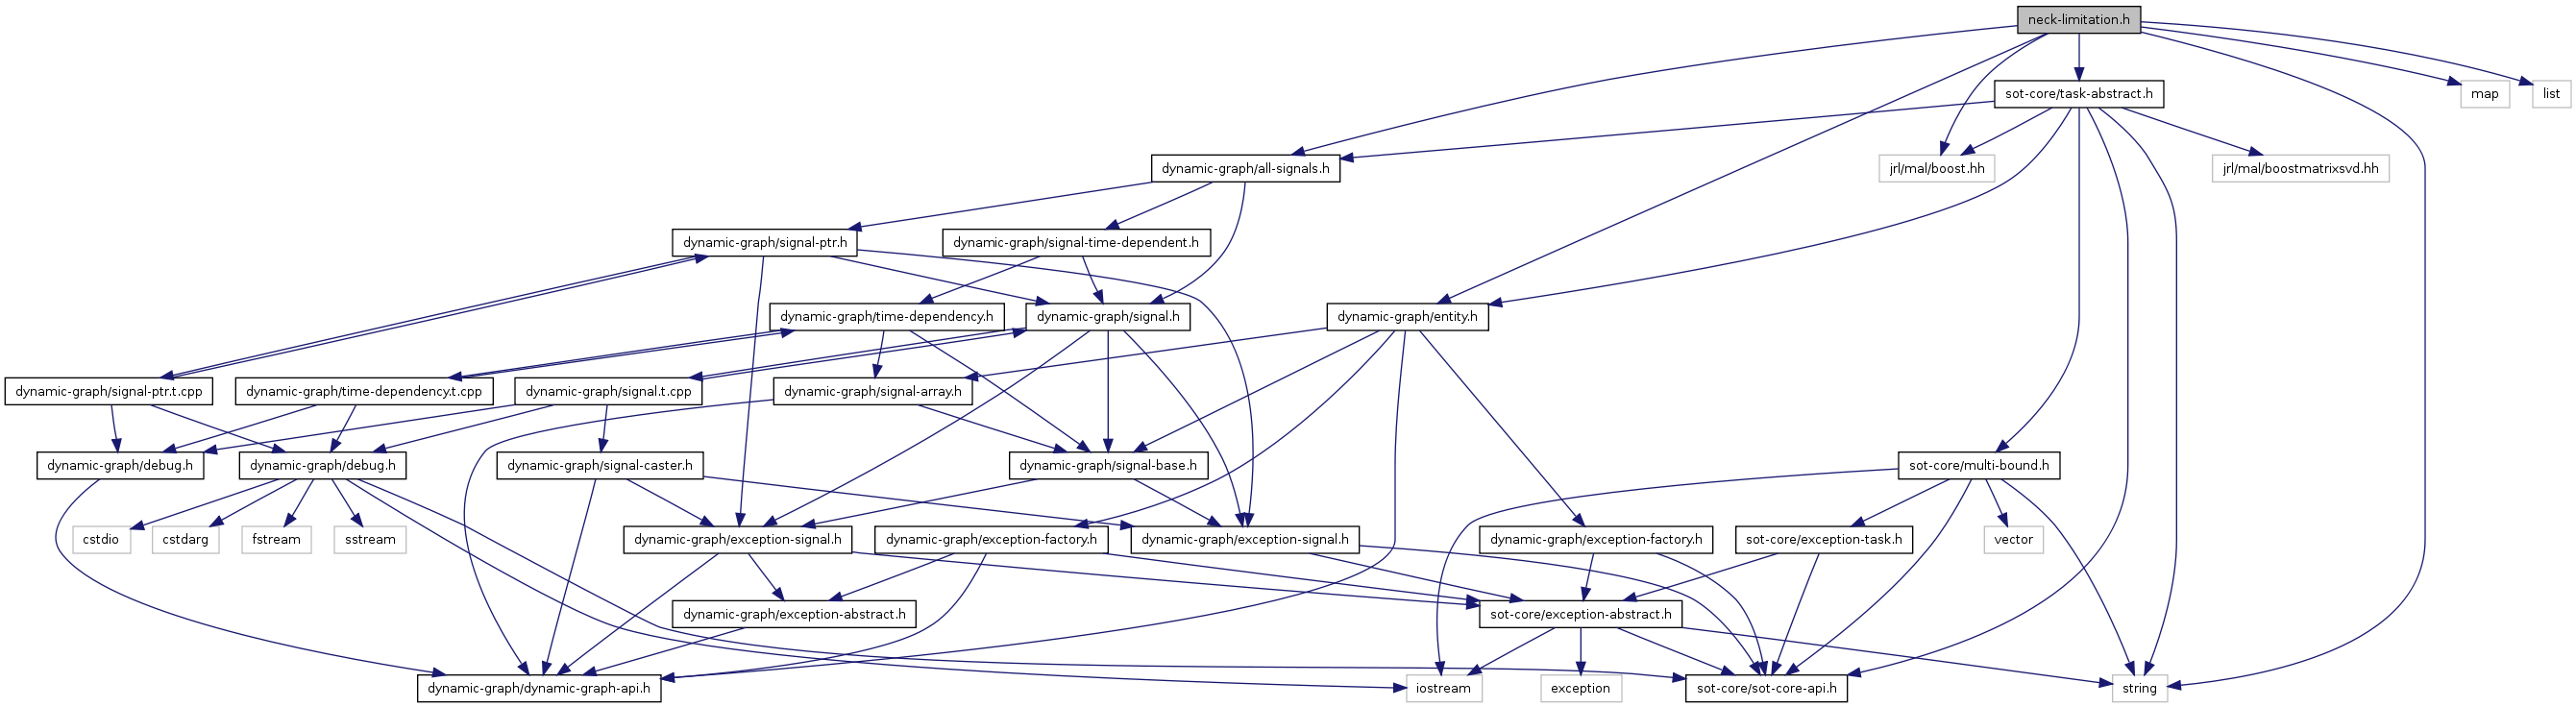 neck-limitation.h
sot-core/task-abstract.h
map
list
dynamic-graph/all-signals.h
jrl/mal/boost.hh
jrl/mal/boostmatrixsvd.hh
dynamic-graph/signal-ptr.h
dynamic-graph/signal-time-dependent.h
dynamic-graph/time-dependency.h
dynamic-graph/signal.h
dynamic-graph/entity.h
dynamic-graph/signal-ptr.t.cpp
dynamic-graph/time-dependency.t.cpp
dynamic-graph/signal.t.cpp
dynamic-graph/signal-array.h
dynamic-graph/debug.h
dynamic-graph/debug.h
dynamic-graph/signal-caster.h
dynamic-graph/signal-base.h
sot-core/multi-bound.h
cstdio
cstdarg
fstream
sstream
dynamic-graph/exception-signal.h
dynamic-graph/exception-factory.h
dynamic-graph/exception-signal.h
dynamic-graph/exception-factory.h
sot-core/exception-task.h
vector
dynamic-graph/exception-abstract.h
sot-core/exception-abstract.h
dynamic-graph/dynamic-graph-api.h
iostream
exception
sot-core/sot-core-api.h
string